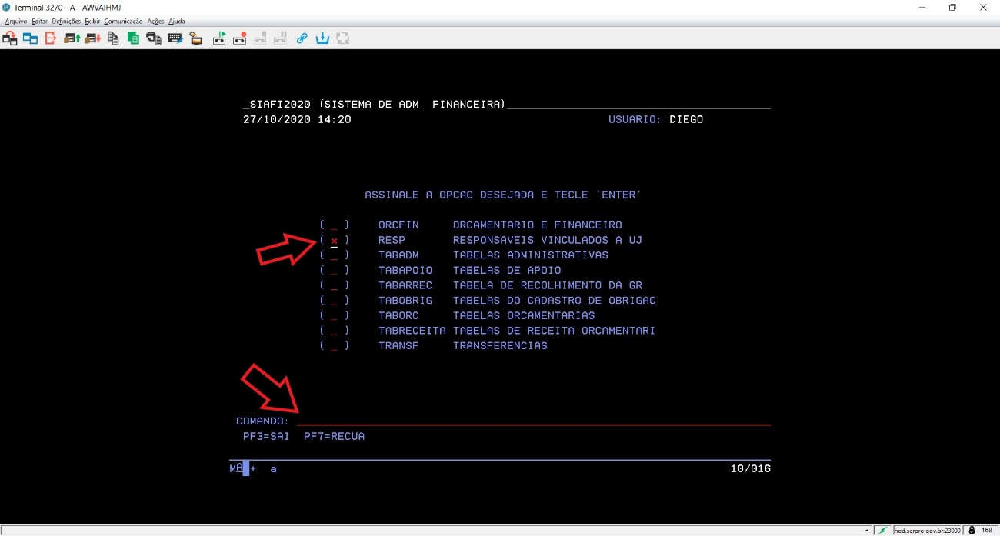 Terminal 3270 - A - AWVAIHMJ
Arquivo Editar Definições Exibir Comunicação Ações Ajuda
_SIAFI2020 (SISTEMA DE ADM. FINANCEIRA)
27/10/2020 14:20 USUARIO: DIEGO
ASSINALE A OPCAO DESEJADA E TECLE 'ENTER'
( _ ) ORCFIN ORCAMENTARIO E FINANCEIRO
( x ) RESP RESPONSAVEIS VINCULADOS A UJ
( _ ) TABADM TABELAS ADMINISTRATIVAS
( _ ) TABAPOIO TABELAS DE APOIO
( _ ) TABARREC TABELA DE RECOLHIMENTO DA GR
( _ ) TABOBRIG TABELAS DO CADASTRO DE OBRIGAC
( _ ) TABORC TABELAS ORCAMENTARIAS
( _ ) TABRECEITA TABELAS DE RECEITA ORCAMENTARI
( _ ) TRANSF TRANSFERENCIAS
COMANDO:
PF3=SAI PF7=RECUA
MA + a 10/016
hod.serpro.gov.br:23000 168